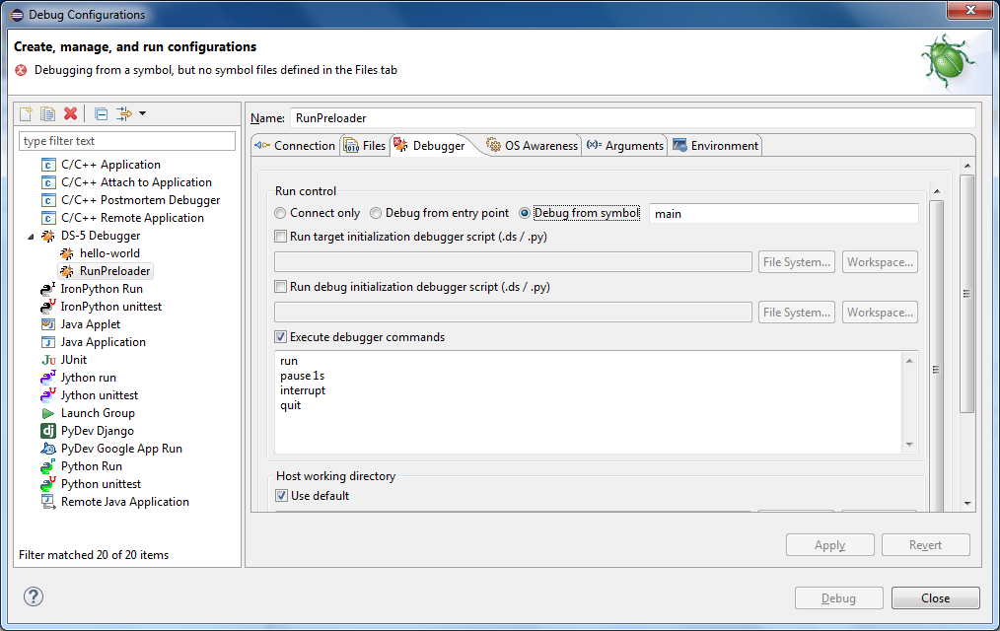 Debug Configurations
Create, manage, and run configurations
Debugging from a symbol, but no symbol files defined in the Files tab
type filter text
C/C++ Application
C/C++ Attach to Application
C/C++ Postmortem Debugger
C/C++ Remote Application
DS-5 Debugger
hello-world
RunPreloader
IronPython Run
IronPython unittest
Java Applet
Java Application
JUnit
Jython run
Jython unittest
Launch Group
PyDev Django
PyDev Google App Run
Python Run
Python unittest
Remote Java Application
Filter matched 20 of 20 items
Name: RunPreloader
Connection Files Debugger OS Awareness Arguments Environment
Run control
Connect only Debug from entry point Debug from symbol main
Run target initialization debugger script (.ds / .py)
File System... Workspace...
Run debug initialization debugger script (.ds / .py)
File System... Workspace...
Execute debugger commands
run
pause 1s
interrupt
quit
Host working directory
Use default
Apply Revert
Debug Close